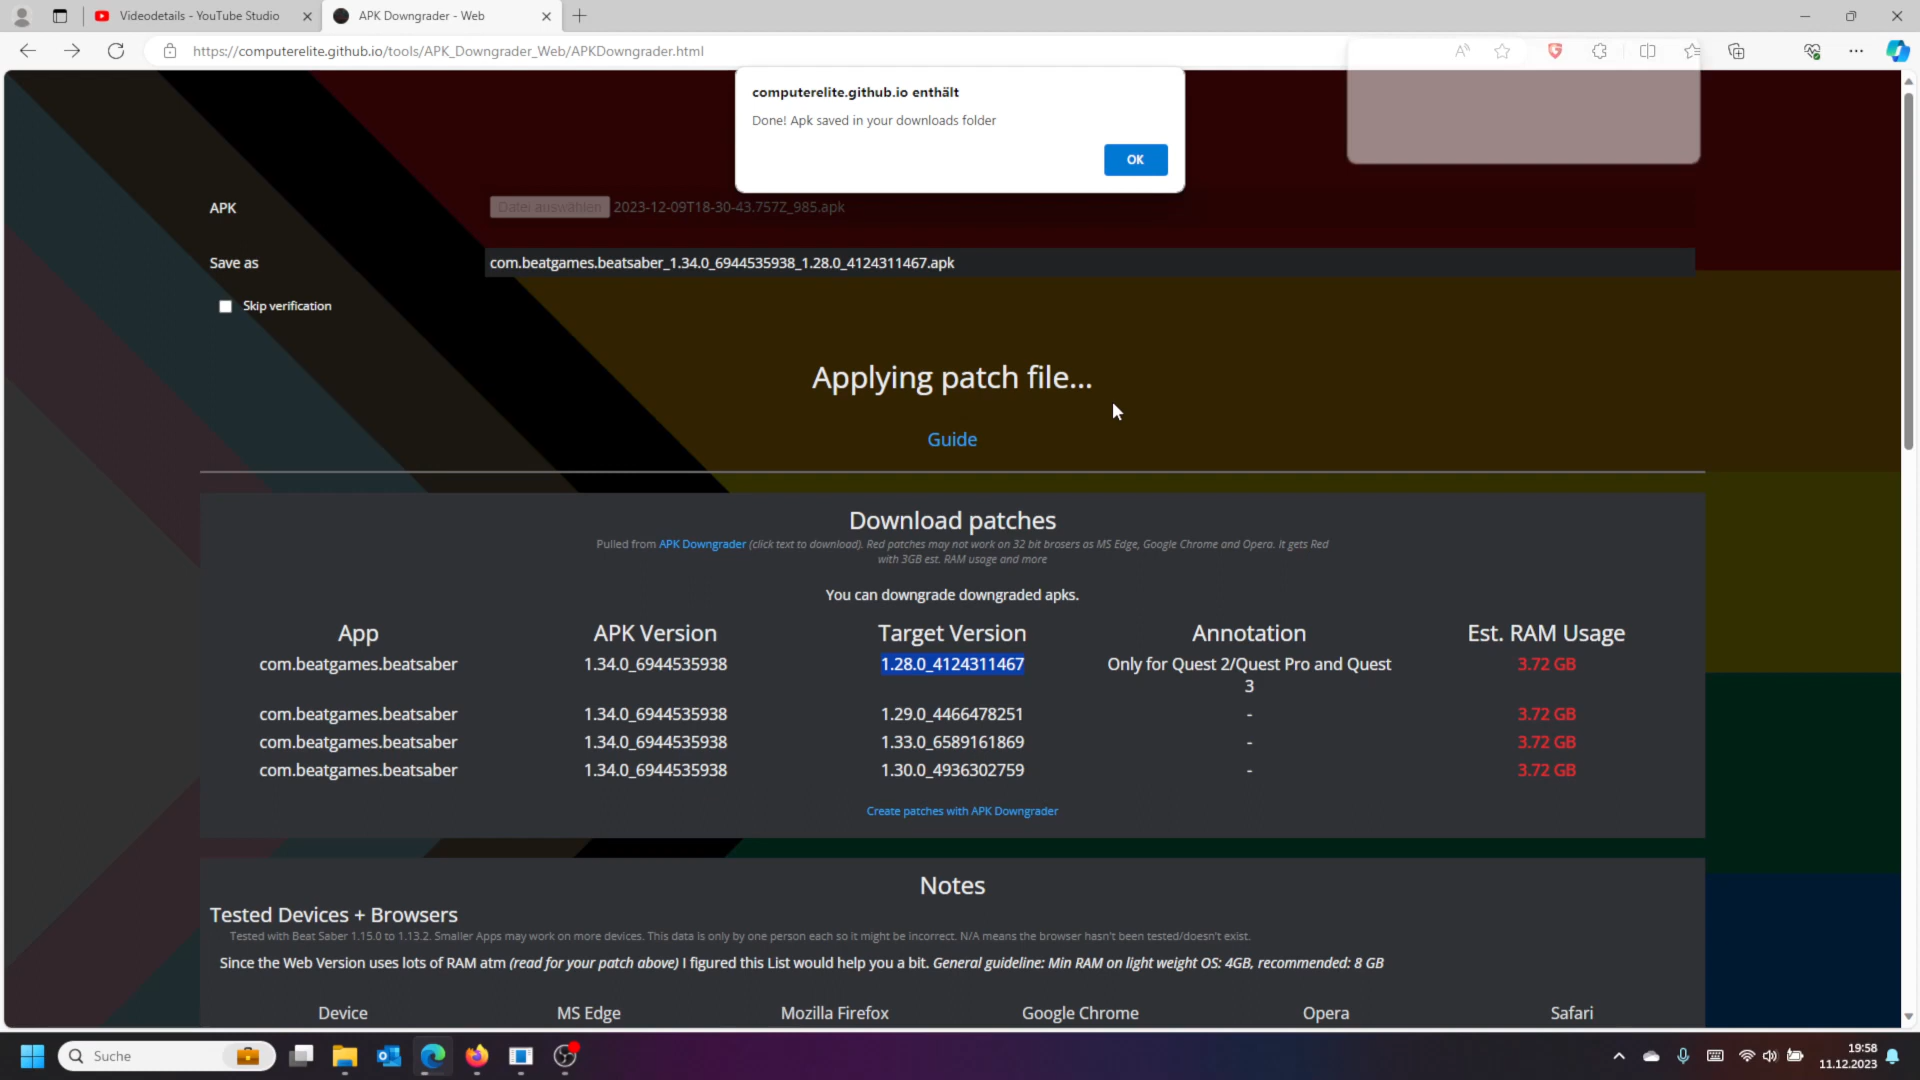 Videodetails - YouTube Studio
APK Downgrader - Web
https://computerelite.github.io/tools/APK_Downgrader_Web/APKDowngrader.html
computerelite.github.io enthält
Done! Apk saved in your downloads folder
OK
APK
Datei auswählen 2023-12-09T18-30-43.757Z_985.apk
Save as
com.beatgames.beatsaber_1.34.0_6944535938_1.28.0_4124311467.apk
Skip verification
Applying patch file...
Guide
Download patches
Pulled from APK Downgrader (click text to download). Red patches may not work on 32 bit brosers as MS Edge, Google Chrome and Opera. It gets Red
with 3GB est. RAM usage and more
You can downgrade downgraded apks.
App APK Version Target Version Annotation Est. RAM Usage
com.beatgames.beatsaber 1.34.0_6944535938 1.28.0_4124311467 Only for Quest 2/Quest Pro and Quest 3.72 GB
3
com.beatgames.beatsaber 1.34.0_6944535938 1.29.0_4466478251 - 3.72 GB
com.beatgames.beatsaber 1.34.0_6944535938 1.33.0_6589161869 - 3.72 GB
com.beatgames.beatsaber 1.34.0_6944535938 1.30.0_4936302759 - 3.72 GB
Create patches with APK Downgrader
Notes
Tested Devices + Browsers
Tested with Beat Saber 1.15.0 to 1.13.2. Smaller Apps may work on more devices. This data is only by one person each so it might be incorrect. N/A means the browser hasn't been tested/doesn't exist.
Since the Web Version uses lots of RAM atm (read for your patch above) I figured this List would help you a bit. General guideline: Min RAM on light weight OS: 4GB, recommended: 8 GB
Device MS Edge Mozilla Firefox Google Chrome Opera Safari
Suche
19:58
11.12.2023